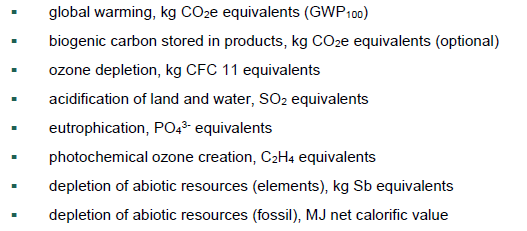 ▪ global warming, kg CO₂e equivalents (GWP₁₀₀)
▪ biogenic carbon stored in products, kg CO₂e equivalents (optional)
▪ ozone depletion, kg CFC 11 equivalents
▪ acidification of land and water, SO₂ equivalents
▪ eutrophication, PO₄³⁻ equivalents
▪ photochemical ozone creation, C₂H₄ equivalents
▪ depletion of abiotic resources (elements), kg Sb equivalents
▪ depletion of abiotic resources (fossil), MJ net calorific value